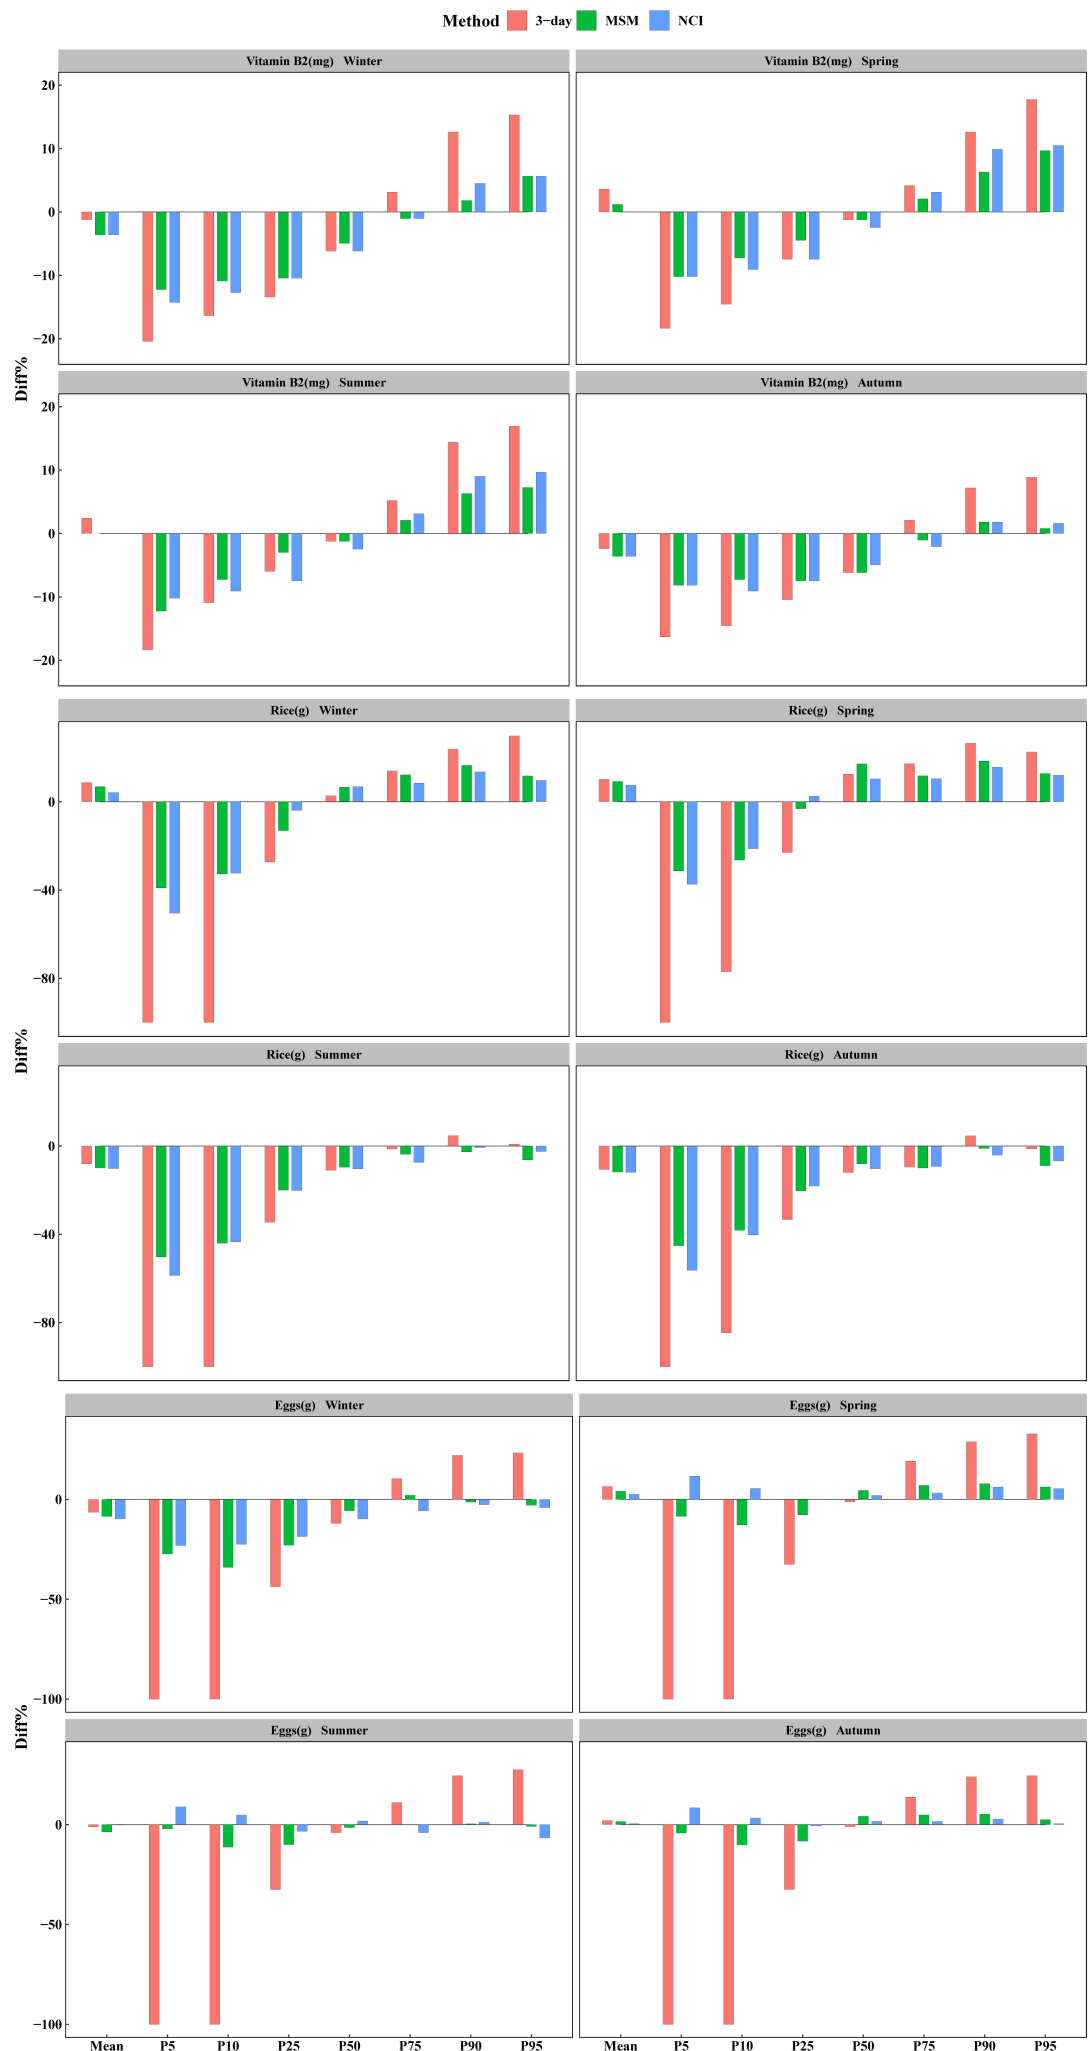 Method 3−day MSM NCI
Vitamin B2(mg) Winter
Vitamin B2(mg) Spring
20
10
0
−10
−20
Diff%
Vitamin B2(mg) Summer
Vitamin B2(mg) Autumn
20
10
0
−10
−20
Rice(g) Winter
Rice(g) Spring
0
−40
−80
Diff%
Rice(g) Summer
Rice(g) Autumn
0
−40
−80
Eggs(g) Winter
Eggs(g) Spring
0
−50
−100
Diff%
Eggs(g) Summer
Eggs(g) Autumn
0
−50
−100
Mean P5 P10 P25 P50 P75 P90 P95
Mean P5 P10 P25 P50 P75 P90 P95